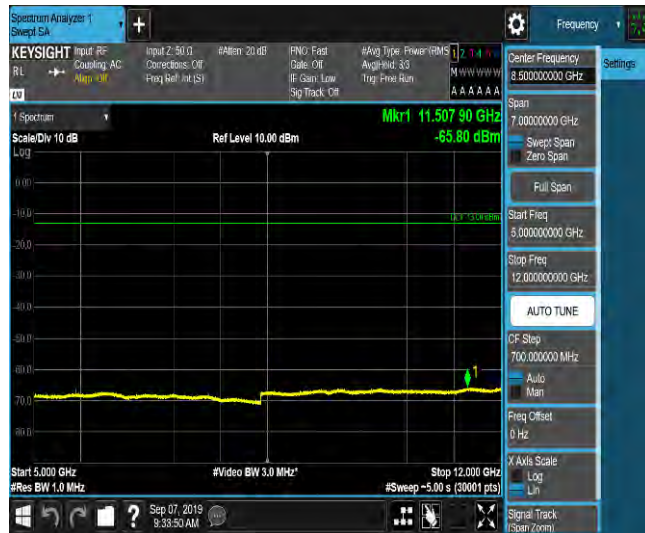 Spectrum Analyzer 1
Swept SA
+
Frequency
KEYSIGHT
Input: RF
Input Z: 50 Ω
#Atten: 20 dB
PNO: Fast
#Avg Type: Power (RMS
RL
Coupling: AC
Corrections: Off
Gate: Off
Avg|Hold: 3/3
M W W W W W
Align: Off
Freq Ref: Int (S)
IF Gain: Low
Trig: Free Run
Sig Track: Off
A A A A A A
1 Spectrum
Mkr1 11.507 90 GHz
Scale/Div 10 dB
Ref Level 10.00 dBm
-65.80 dBm
Log
0.00
-10.0
-20.0
-30.0
-40.0
-50.0
-60.0
1
-70.0
-80.0
Start 5.000 GHz
#Video BW 3.0 MHz*
Stop 12.000 GHz
#Res BW 1.0 MHz
#Sweep ~5.00 s (30001 pts)
?
Sep 07, 2019
9:33:50 AM
Center Frequency
8.500000000 GHz
Settings
Span
7.00000000 GHz
Swept Span
Zero Span
Full Span
Start Freq
5.000000000 GHz
Stop Freq
12.000000000 GHz
AUTO TUNE
CF Step
700.000000 MHz
Auto
Man
Freq Offset
0 Hz
X Axis Scale
Log
Lin
Signal Track
(Span Zoom)